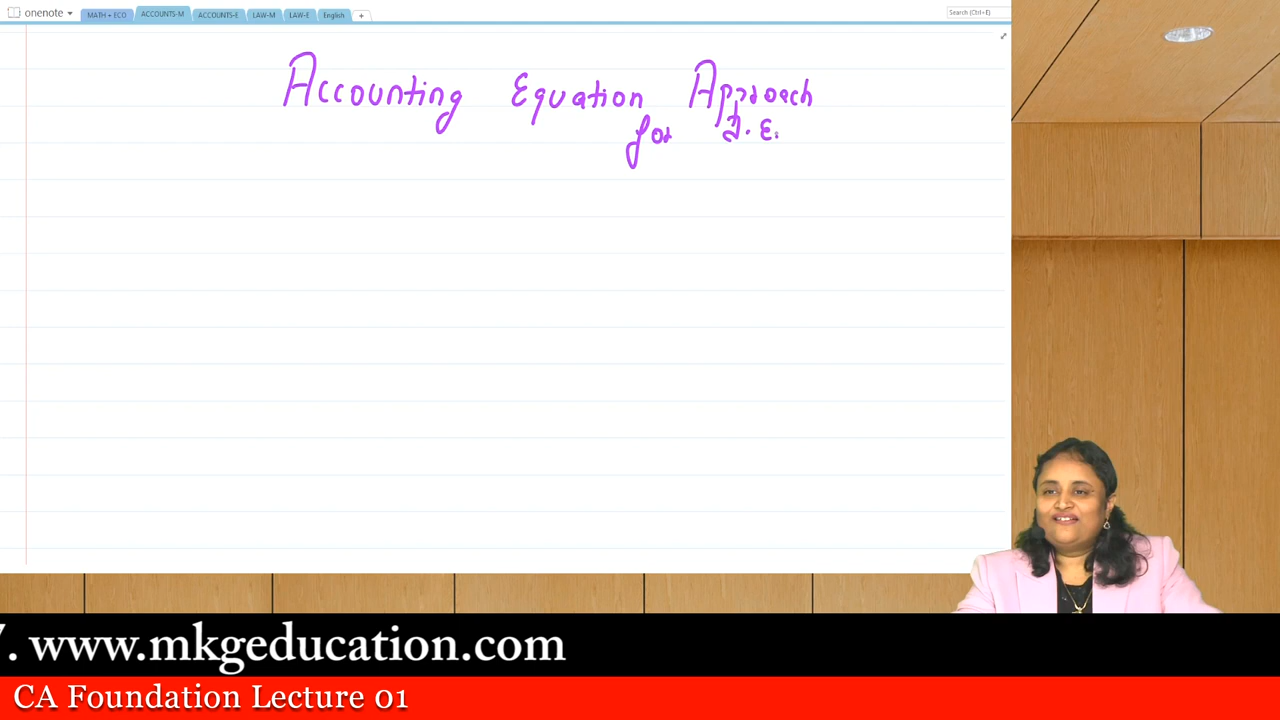 onenote MATH + ECO ACCOUNTS-M ACCOUNTS-E LAW-M LAW-E English + Search (Ctrl+E)
Accounting Equation Approach
for J. E.
. www.mkgeducation.com
CA Foundation Lecture 01